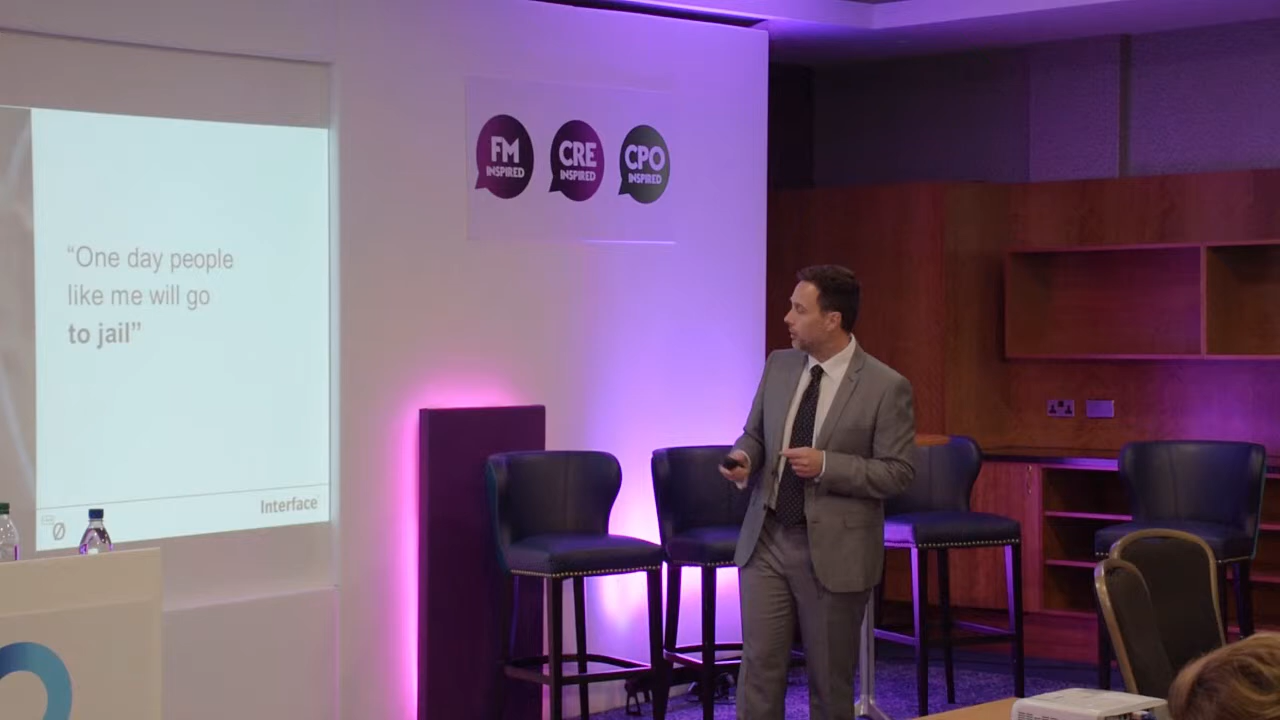 “One day people
like me will go
to jail”
Interface
FM
INSPIRED
CRE
INSPIRED
CPO
INSPIRED